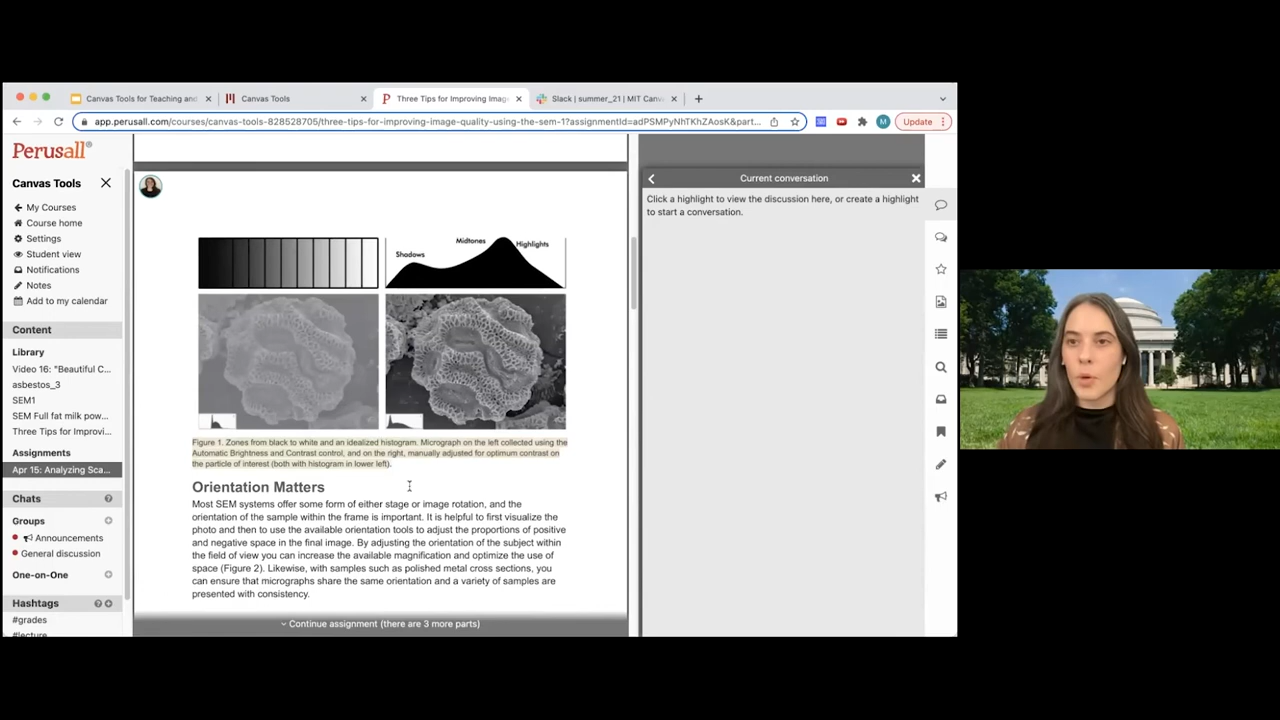 Canvas Tools for Teaching and
Canvas Tools
Three Tips for Improving Imag
Slack | summer_21 | MIT Canv
app.perusall.com/courses/canvas-tools-828528705/three-tips-for-improving-image-quality-using-the-sem-1?assignmentId=adPSMPyNhTKhZAosK&part...
M
Update
Perusall®
Canvas Tools
My Courses
Course home
Settings
Student view
Notifications
Notes
Add to my calendar
Content
Library
Video 16: "Beautiful C...
asbestos_3
SEM1
SEM Full fat milk pow...
Three Tips for Improvi...
Assignments
Apr 15: Analyzing Sca...
Chats
Groups
Announcements
General discussion
One-on-One
Hashtags
#grades
#lecture
Shadows
Midtones
Highlights
Figure 1. Zones from black to white and an idealized histogram. Micrograph on the left collected using the
Automatic Brightness and Contrast control, and on the right, manually adjusted for optimum contrast on
the particle of interest (both with histogram in lower left).
Orientation Matters
Most SEM systems offer some form of either stage or image rotation, and the
orientation of the sample within the frame is important. It is helpful to first visualize the
photo and then to use the available orientation tools to adjust the proportions of positive
and negative space in the final image. By adjusting the orientation of the subject within
the field of view you can increase the available magnification and optimize the use of
space (Figure 2). Likewise, with samples such as polished metal cross sections, you
can ensure that micrographs share the same orientation and a variety of samples are
presented with consistency.
Continue assignment (there are 3 more parts)
Current conversation
Click a highlight to view the discussion here, or create a highlight
to start a conversation.